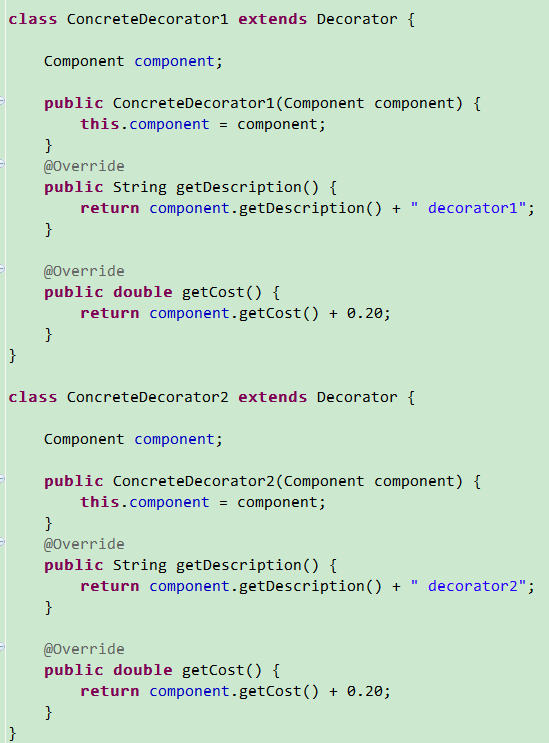 class ConcreteDecorator1 extends Decorator {
Component component;
public ConcreteDecorator1(Component component) {
this.component = component;
}
@Override
public String getDescription() {
return component.getDescription() + " decorator1";
}
@Override
public double getCost() {
return component.getCost() + 0.20;
}
}
class ConcreteDecorator2 extends Decorator {
Component component;
public ConcreteDecorator2(Component component) {
this.component = component;
}
@Override
public String getDescription() {
return component.getDescription() + " decorator2";
}
@Override
public double getCost() {
return component.getCost() + 0.20;
}
}